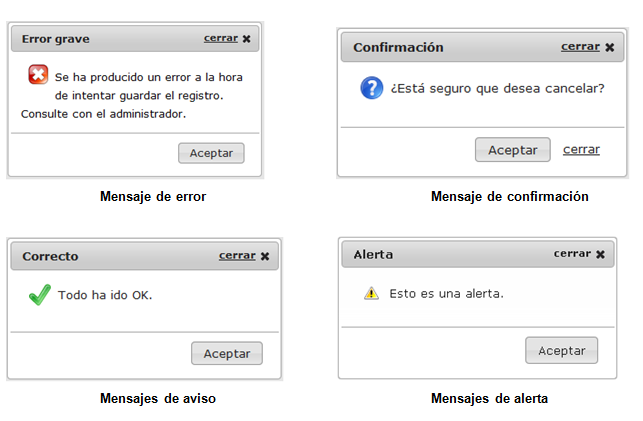 Error grave
cerrar ✖
Se ha producido un error a la hora
de intentar guardar el registro.
Consulte con el administrador.
Aceptar
Mensaje de error
Confirmación
cerrar ✖
¿Está seguro que desea cancelar?
Aceptar
cerrar
Mensaje de confirmación
Correcto
cerrar ✖
Todo ha ido OK.
Aceptar
Mensajes de aviso
Alerta
cerrar ✖
Esto es una alerta.
Aceptar
Mensajes de alerta